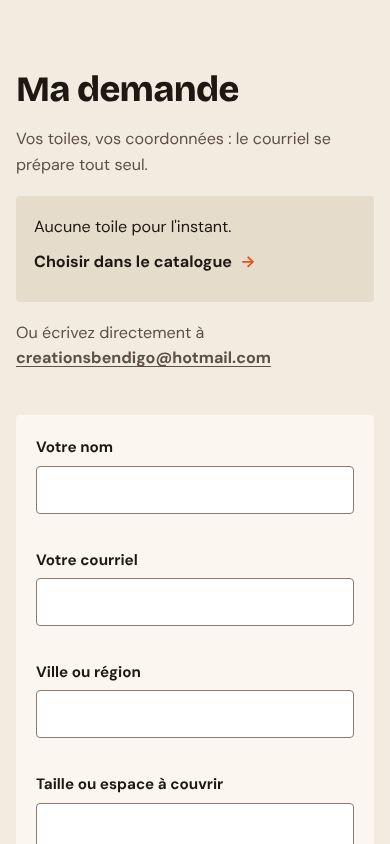 Ma demande
Vos toiles, vos coordonnées : le courriel se
prépare tout seul.
Aucune toile pour l'instant.
Choisir dans le catalogue →
Ou écrivez directement à
creationsbendigo@hotmail.com
Votre nom
Votre courriel
Ville ou région
Taille ou espace à couvrir